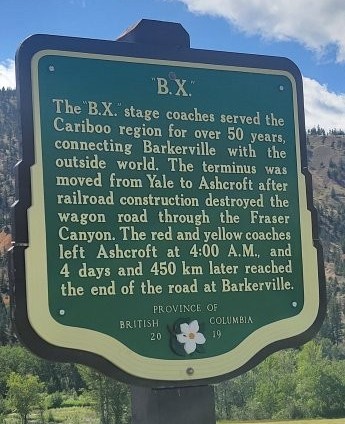 "B.X."
The "B.X." stage coaches served the
Cariboo region for over 50 years,
connecting Barkerville with the
outside world. The terminus was
moved from Yale to Ashcroft after
railroad construction destroyed the
wagon road through the Fraser
Canyon. The red and yellow coaches
left Ashcroft at 4:00 A.M., and
4 days and 450 km later reached
the end of the road at Barkerville.
PROVINCE OF
BRITISH COLUMBIA
20 19